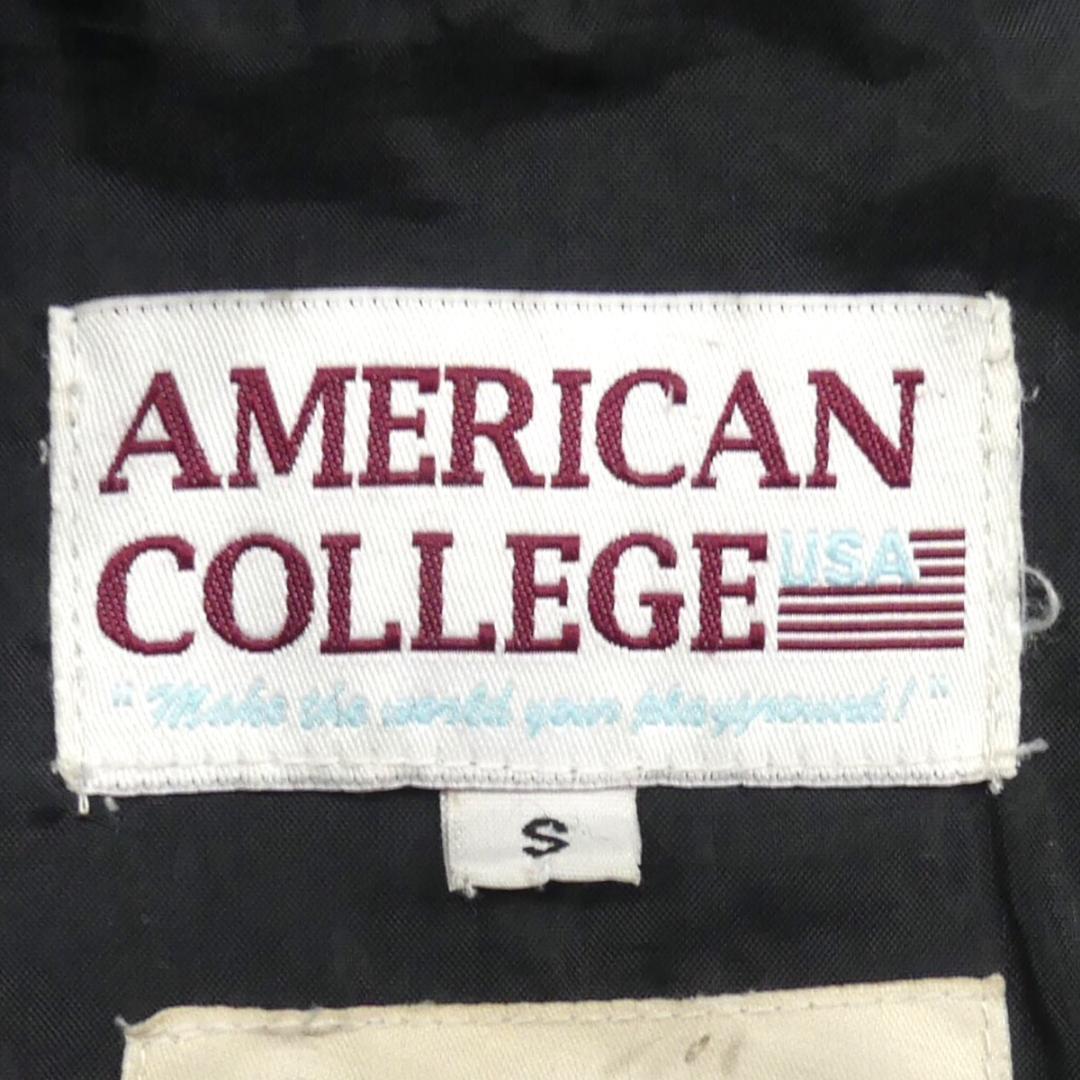 AMERICAN
COLLEGE USA
"Make the world your playground!"
S